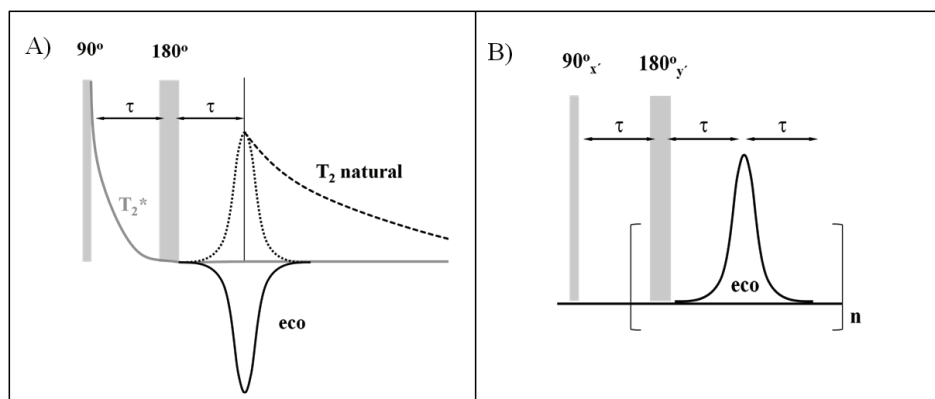 A)
90º 180º
τ τ
T₂ natural
T₂*
eco
B)
90ºx´ 180ºy´
τ τ τ
eco
n